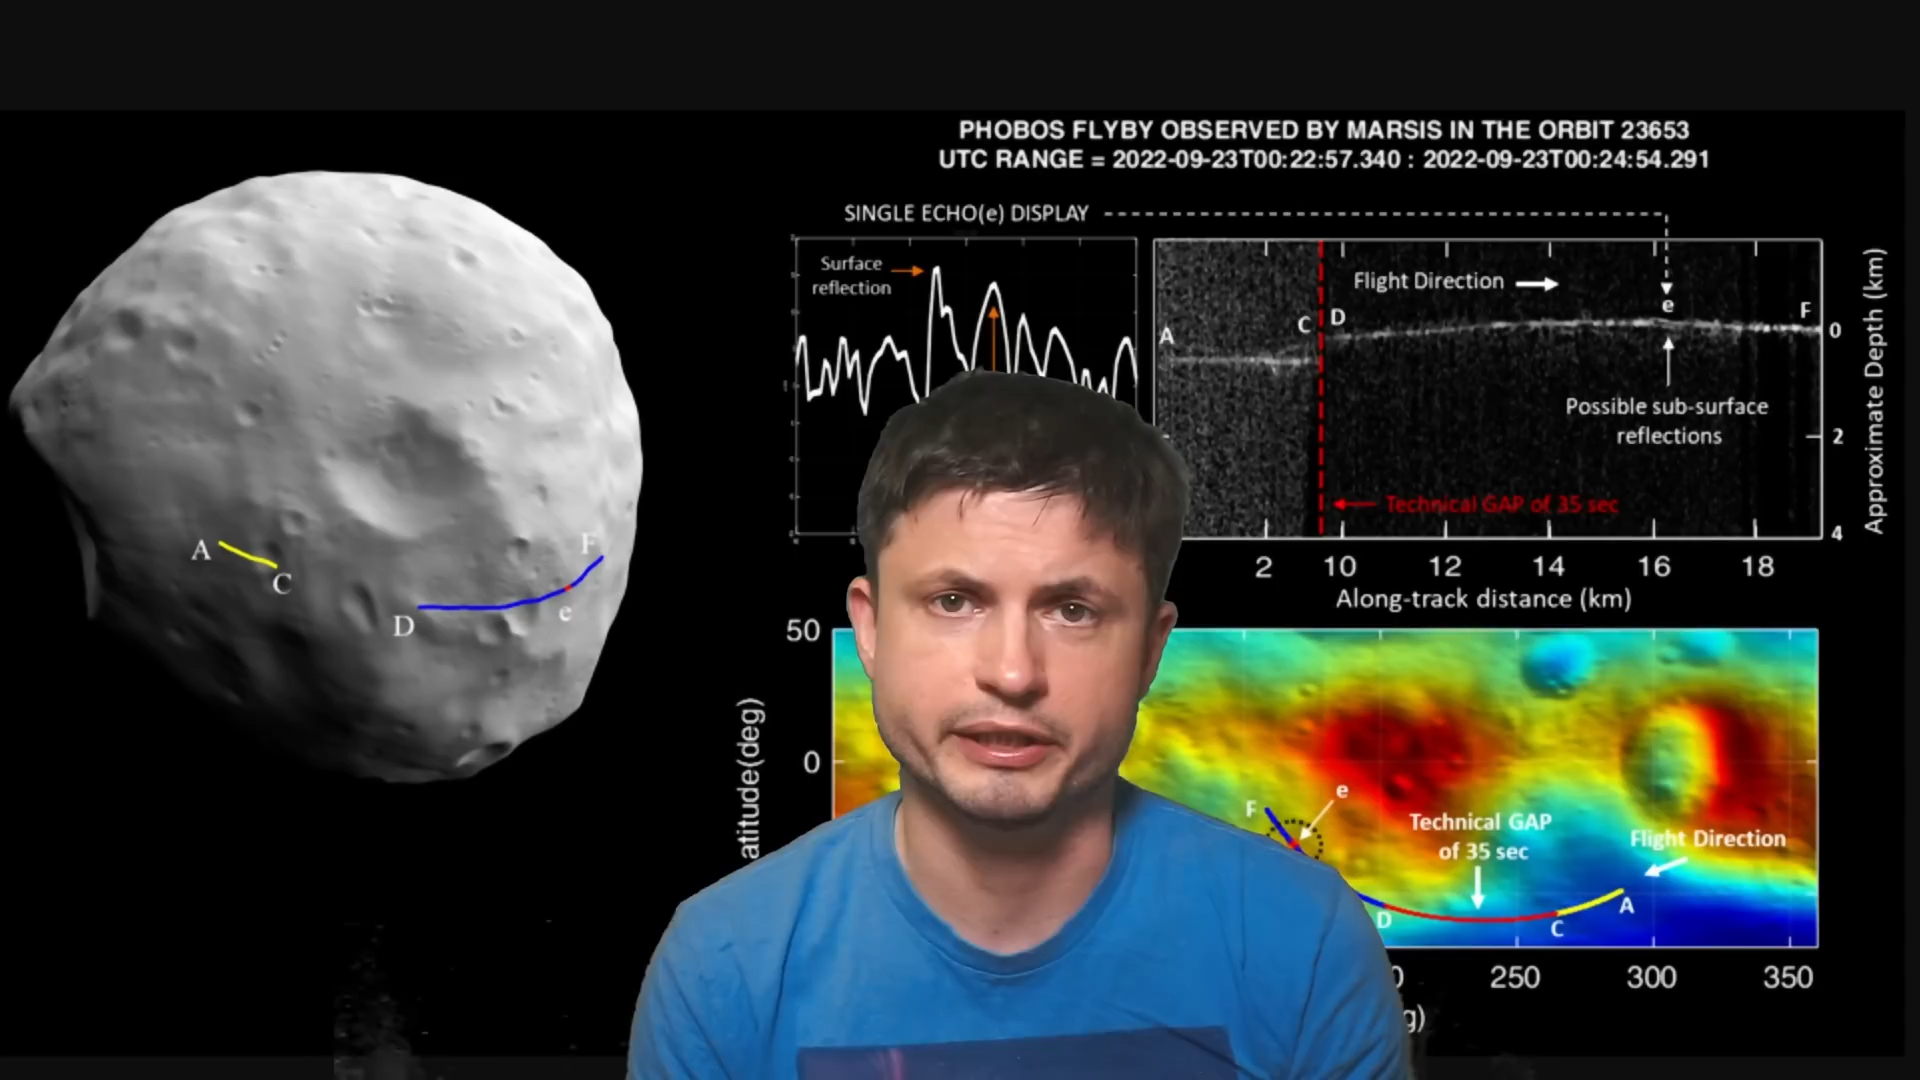 PHOBOS FLYBY OBSERVED BY MARSIS IN THE ORBIT 23653
UTC RANGE = 2022-09-23T00:22:57.340 : 2022-09-23T00:24:54.291
SINGLE ECHO(e) DISPLAY
Surface
reflection
Flight Direction
A
C
D
e
F
Possible sub-surface
reflections
Technical GAP of 35 sec
0
2
4
Approximate Depth (km)
2
10
12
14
16
18
Along-track distance (km)
A
C
D
e
F
50
0
atitude(deg)
F
e
Technical GAP
of 35 sec
Flight Direction
D
C
A
0
250
300
350
g)